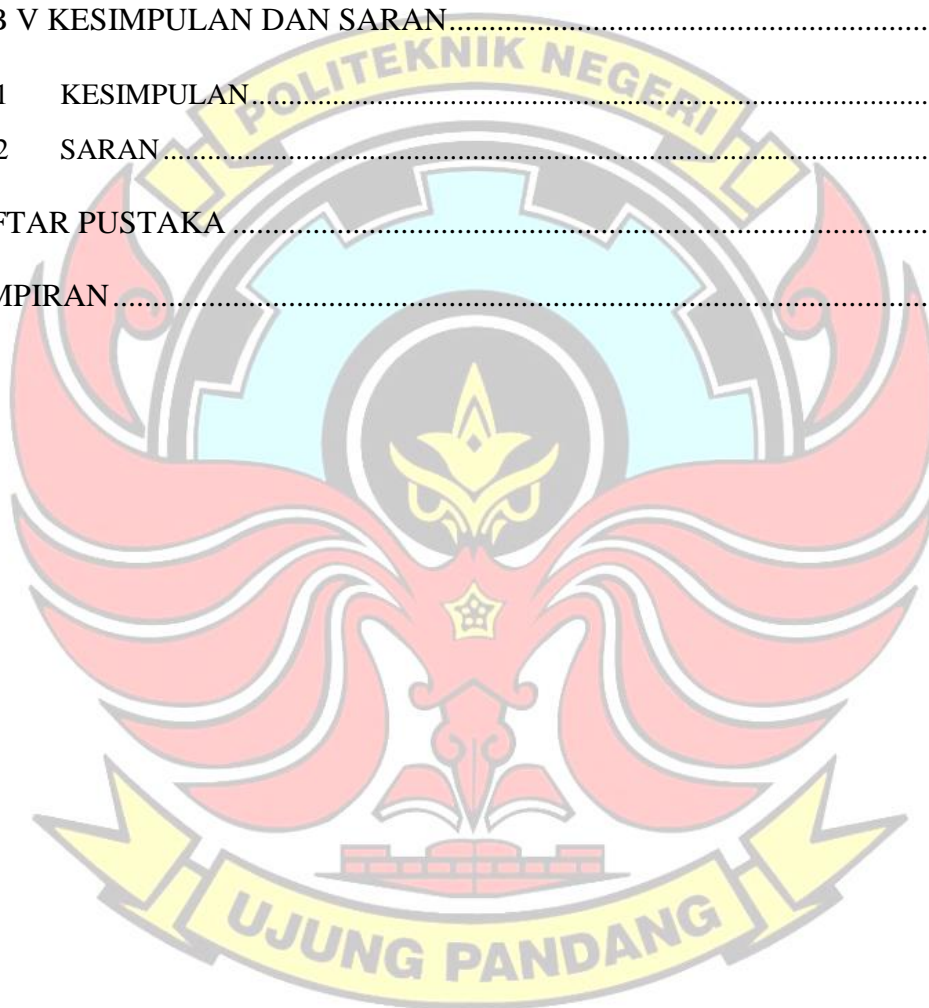 B V KESIMPULAN DAN SARAN
1 KESIMPULAN
2 SARAN
FTAR PUSTAKA
MPIRAN
POLITEKNIK NEGERI
UJUNG PANDANG